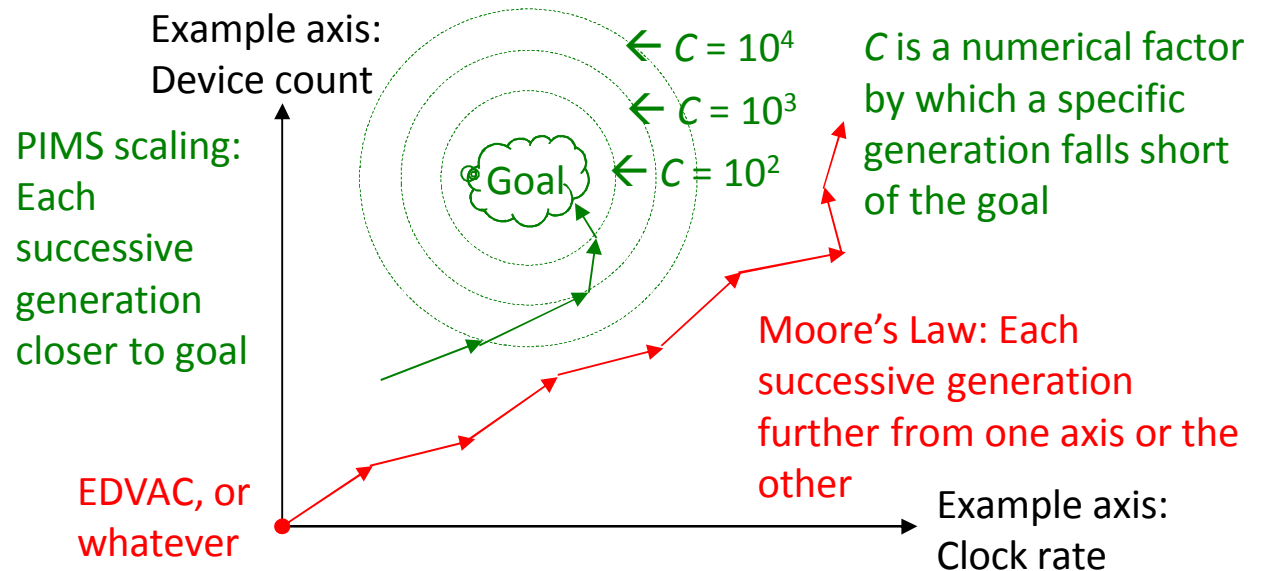 Example axis:
Device count
← C = 10⁴
← C = 10³
← C = 10²
Goal
C is a numerical factor
by which a specific
generation falls short
of the goal
PIMS scaling:
Each
successive
generation
closer to goal
Moore's Law: Each
successive generation
further from one axis or the
other
EDVAC, or
whatever
Example axis:
Clock rate